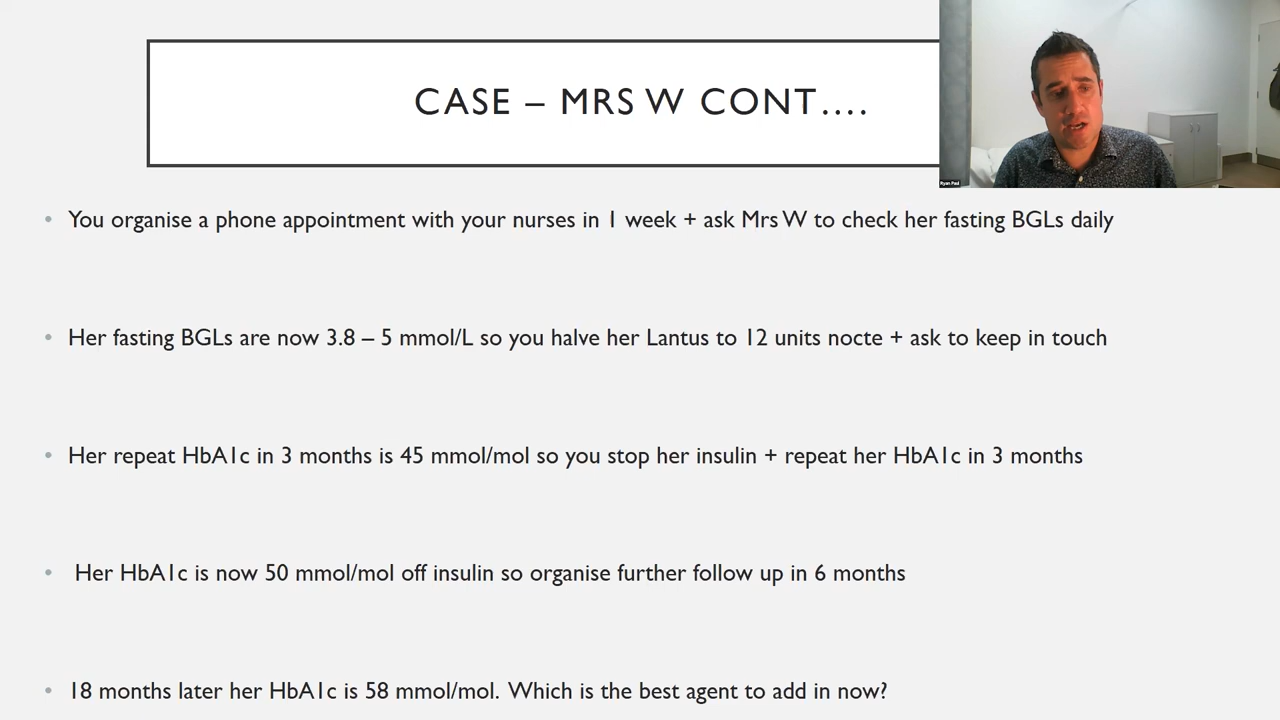 CASE – MRS W CONT....
Ryan Paul
You organise a phone appointment with your nurses in 1 week + ask Mrs W to check her fasting BGLs daily
Her fasting BGLs are now 3.8 – 5 mmol/L so you halve her Lantus to 12 units nocte + ask to keep in touch
Her repeat HbA1c in 3 months is 45 mmol/mol so you stop her insulin + repeat her HbA1c in 3 months
Her HbA1c is now 50 mmol/mol off insulin so organise further follow up in 6 months
18 months later her HbA1c is 58 mmol/mol. Which is the best agent to add in now?